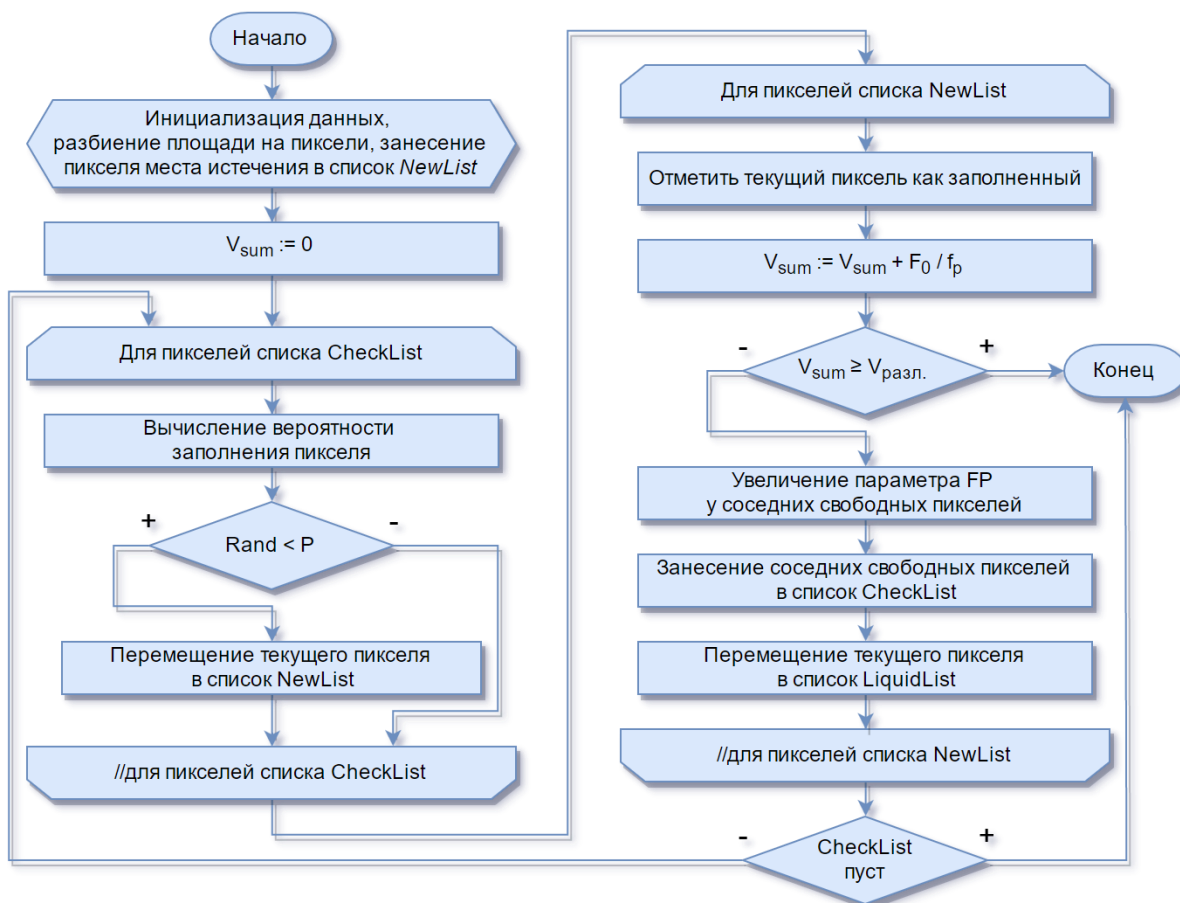 Начало
Инициализация данных,
разбиение площади на пиксели, занесение
пикселя места истечения в список NewList
Vsum := 0
Для пикселей списка CheckList
Вычисление вероятности
заполнения пикселя
+
-
Rand < P
Перемещение текущего пикселя
в список NewList
//для пикселей списка CheckList
Для пикселей списка NewList
Отметить текущий пиксель как заполненный
Vsum := Vsum + F0 / fp
-
+
Vsum ≥ Vразл.
Конец
Увеличение параметра FP
у соседних свободных пикселей
Занесение соседних свободных пикселей
в список CheckList
Перемещение текущего пикселя
в список LiquidList
//для пикселей списка NewList
-
+
CheckList
пуст